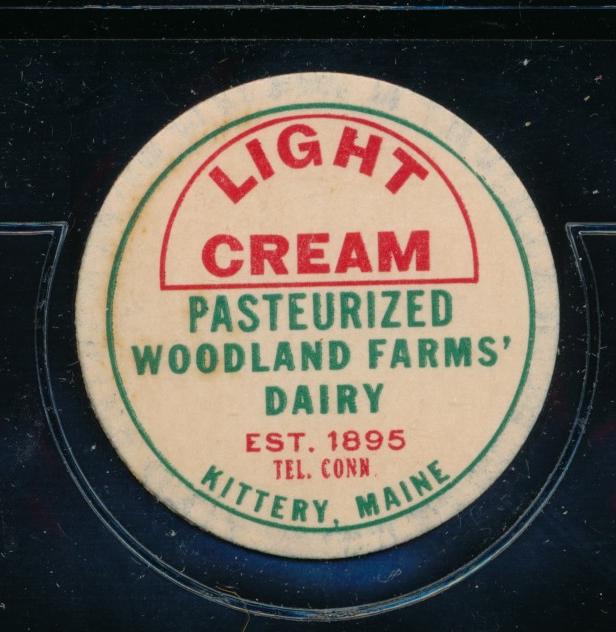 LIGHT
CREAM
PASTEURIZED
WOODLAND FARMS'
DAIRY
EST. 1895
TEL. CONN.
KITTERY, MAINE